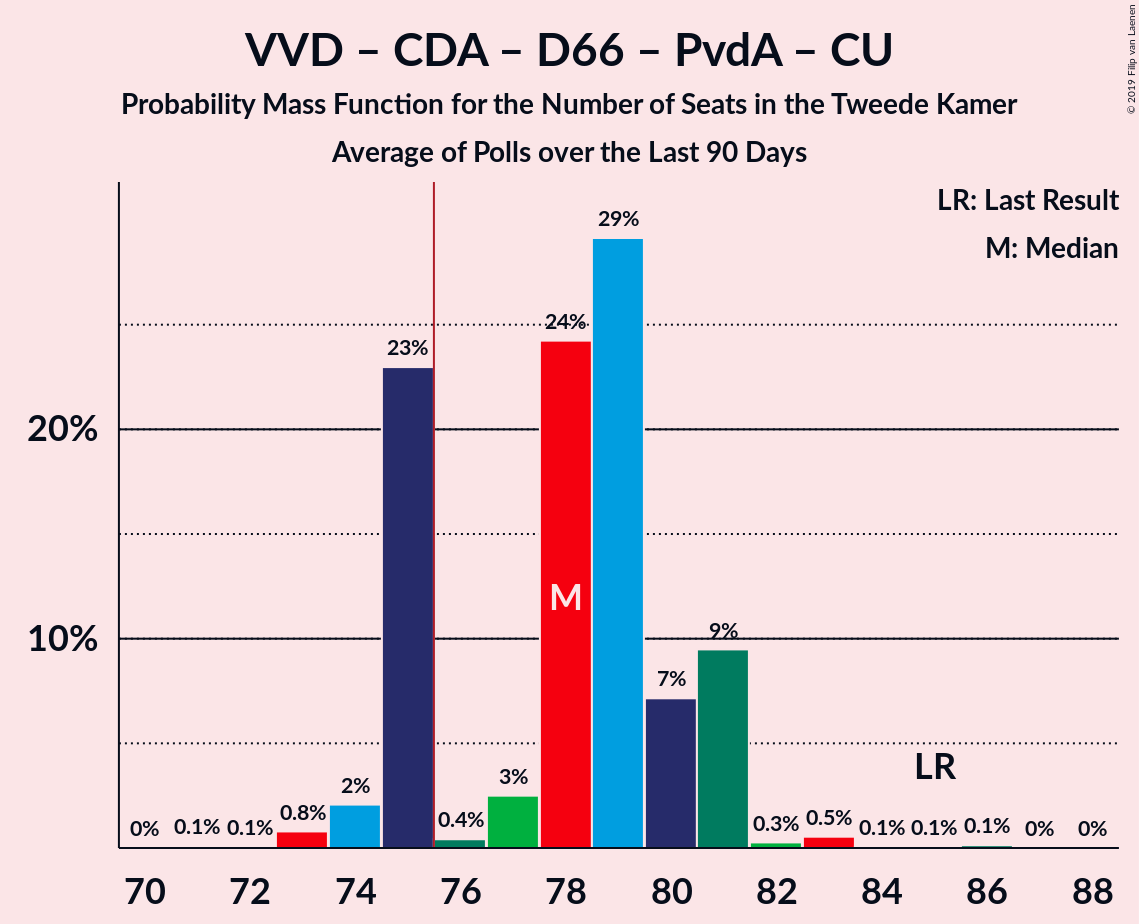 VVD – CDA – D66 – PvdA – CU
Probability Mass Function for the Number of Seats in the Tweede Kamer
Average of Polls over the Last 90 Days
© 2019 Filip van Laenen
LR: Last Result
M: Median
20%
10%
0%
0.1%
0.1%
0.8%
2%
23%
0.4%
3%
24%
29%
7%
9%
0.3%
0.5%
0.1%
0.1%
0.1%
0%
0%
M
LR
70 72 74 76 78 80 82 84 86 88